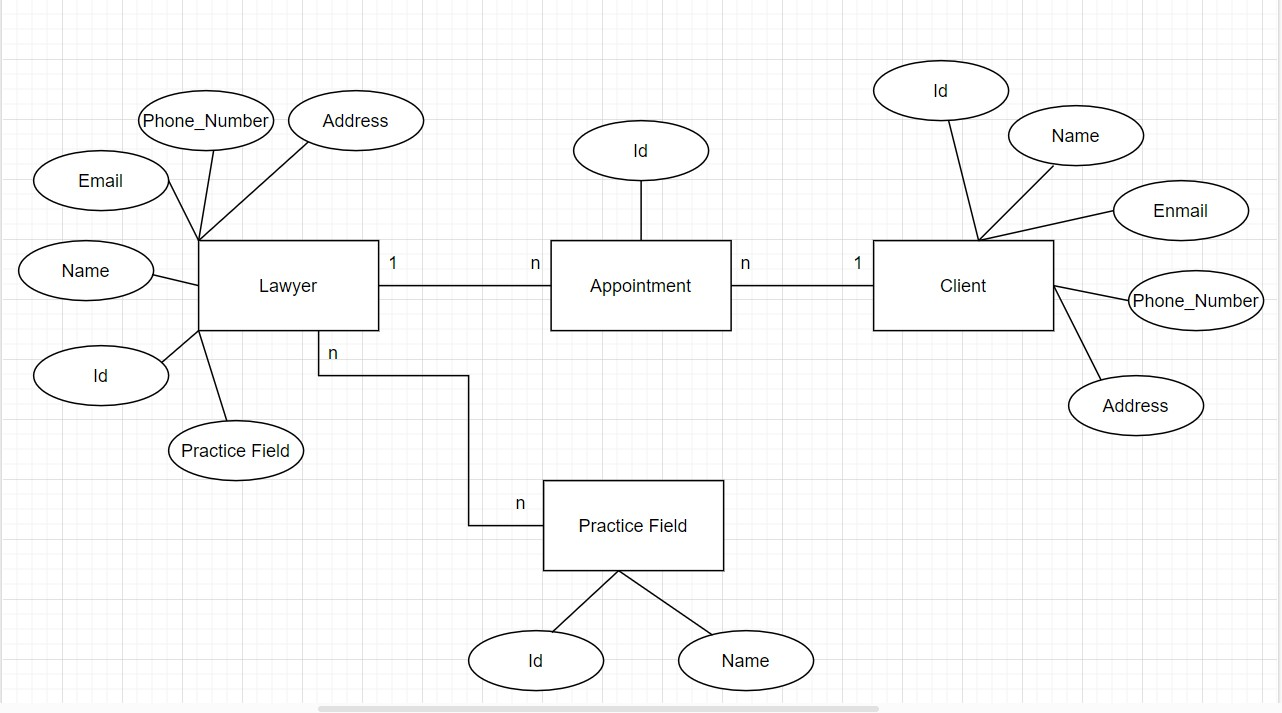 Id
Phone_Number
Address
Name
Id
Email
Enmail
Name
1
n
n
1
Lawyer
Appointment
Client
Phone_Number
n
Id
Address
Practice Field
n
Practice Field
Id
Name